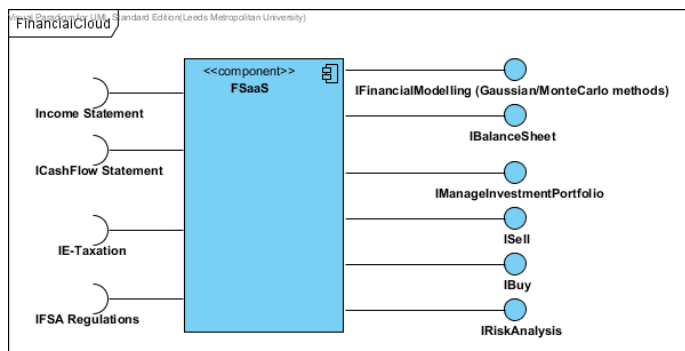 Visual Paradigm for UML Standard Edition(Leeds Metropolitan University)
FinancialCloud
<<component>>
FSaaS
Income Statement
ICashFlow Statement
IE-Taxation
IFSA Regulations
IFinancialModelling (Gaussian/MonteCarlo methods)
IBalanceSheet
IManageInvestmentPortfolio
ISell
IBuy
IRiskAnalysis